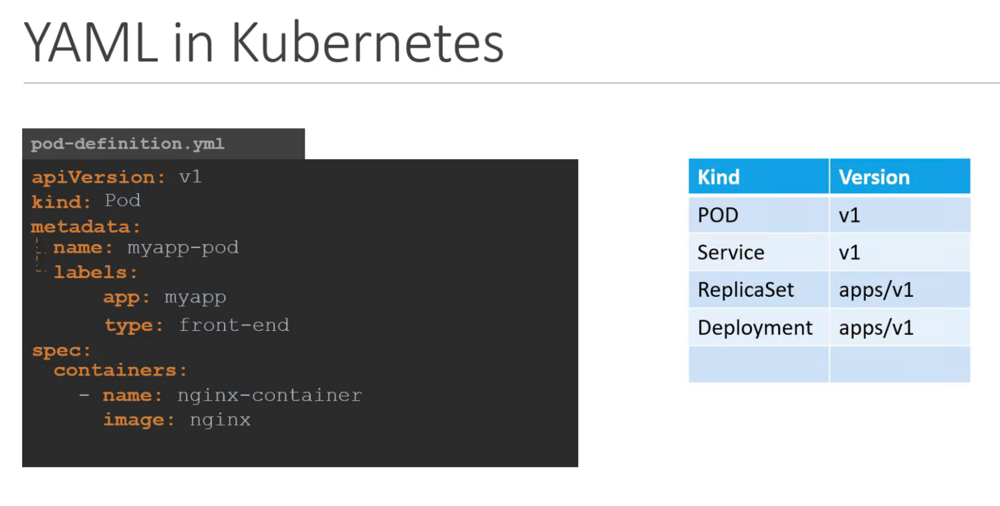 YAML in Kubernetes
pod-definition.yml
apiVersion: v1
kind: Pod
metadata:
name: myapp-pod
labels:
app: myapp
type: front-end
spec:
containers:
- name: nginx-container
image: nginx
Kind Version
POD v1
Service v1
ReplicaSet apps/v1
Deployment apps/v1